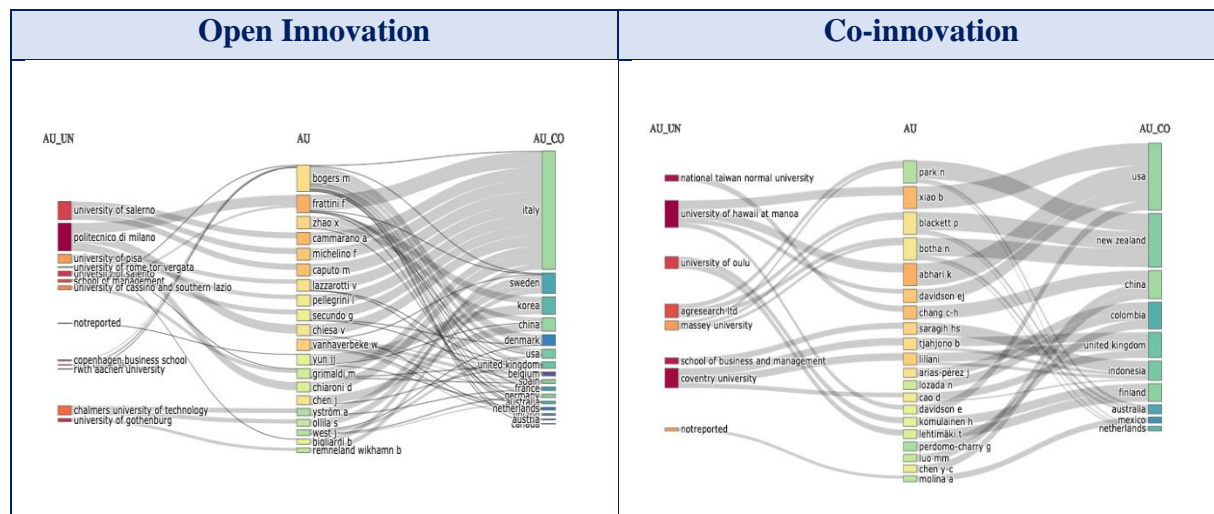 Open Innovation
Co-innovation
AU_UN
AU
AU_CO
university of salerno
politecnico di milano
university of pisa
university of rome tor vergata
university of salento
school of management
university of cassino and southern lazio
notreported
copenhagen business school
rwth aachen university
chalmers university of technology
university of gothenburg
bogers m
frattini f
zhao x
cammarano a
michelino f
caputo m
lazzarotti v
pellegrini l
secundo g
chiesa v
vanhaverbeke w
yun jj
grimaldi m
chiaroni d
chen j
yström a
ollila s
west j
bigliardi b
remneland wikhamn b
italy
sweden
korea
china
denmark
usa
united kingdom
belgium
spain
france
germany
australia
netherlands
austria
canada
AU_UN
AU
AU_CO
national taiwan normal university
university of hawaii at manoa
university of oulu
agresearch ltd
massey university
school of business and management
coventry university
notreported
park n
xiao b
blackett p
botha n
abhari k
davidson ej
chang c-h
saragih hs
tjahjono b
liliani
arias-pérez j
lozada n
cao d
davidson e
komulainen h
lehtimäki t
perdomo-charry g
luo mm
chen y-c
molina a
usa
new zealand
china
colombia
united kingdom
indonesia
finland
australia
mexico
netherlands